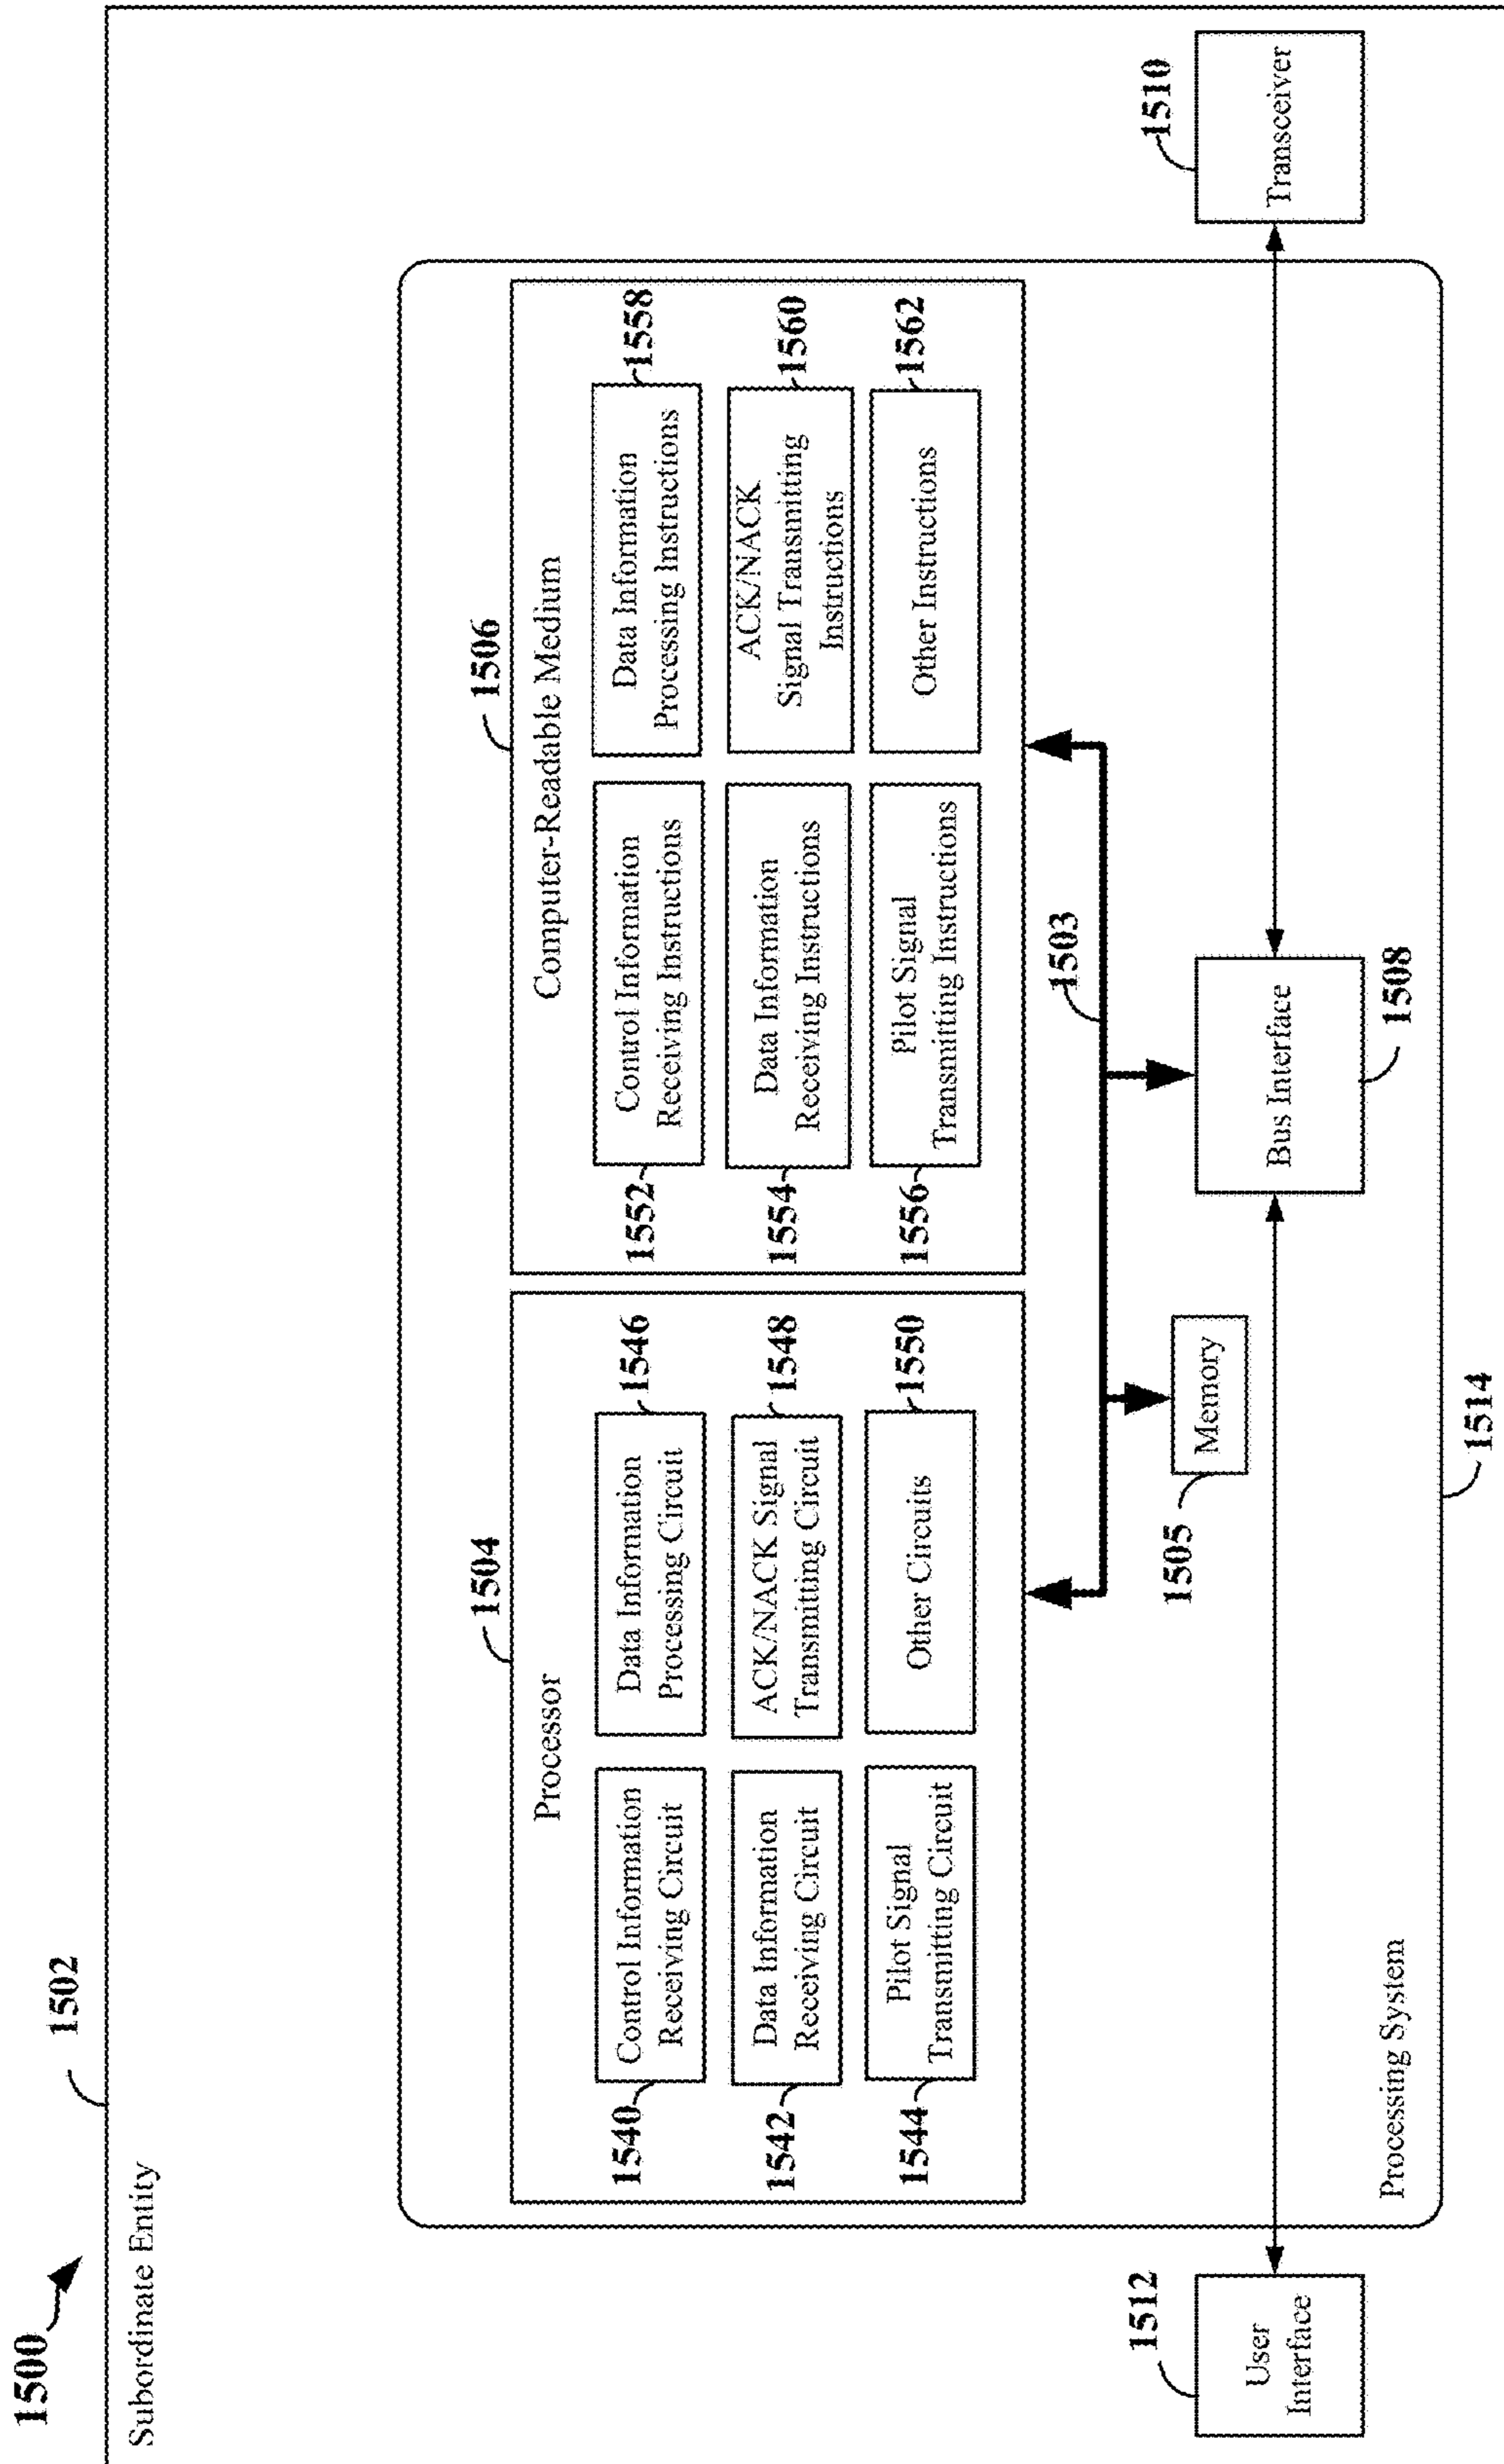 1500
1502
Subordinate Entity
1504
Processor
1540
Control Information
Receiving Circuit
Data Information
Processing Circuit
1546
1542
Data Information
Receiving Circuit
ACK/NACK Signal
Transmitting Circuit
1548
1544
Pilot Signal
Transmitting Circuit
Other Circuits
1550
1506
Computer-Readable Medium
1552
Control Information
Receiving Instructions
Data Information
Processing Instructions
1558
1554
Data Information
Receiving Instructions
ACK/NACK
Signal Transmitting
Instructions
1560
1556
Pilot Signal
Transmitting Instructions
Other Instructions
1562
1503
1505
Memory
1512
User
Interface
Bus Interface
1508
1510
Transceiver
Processing System
1514